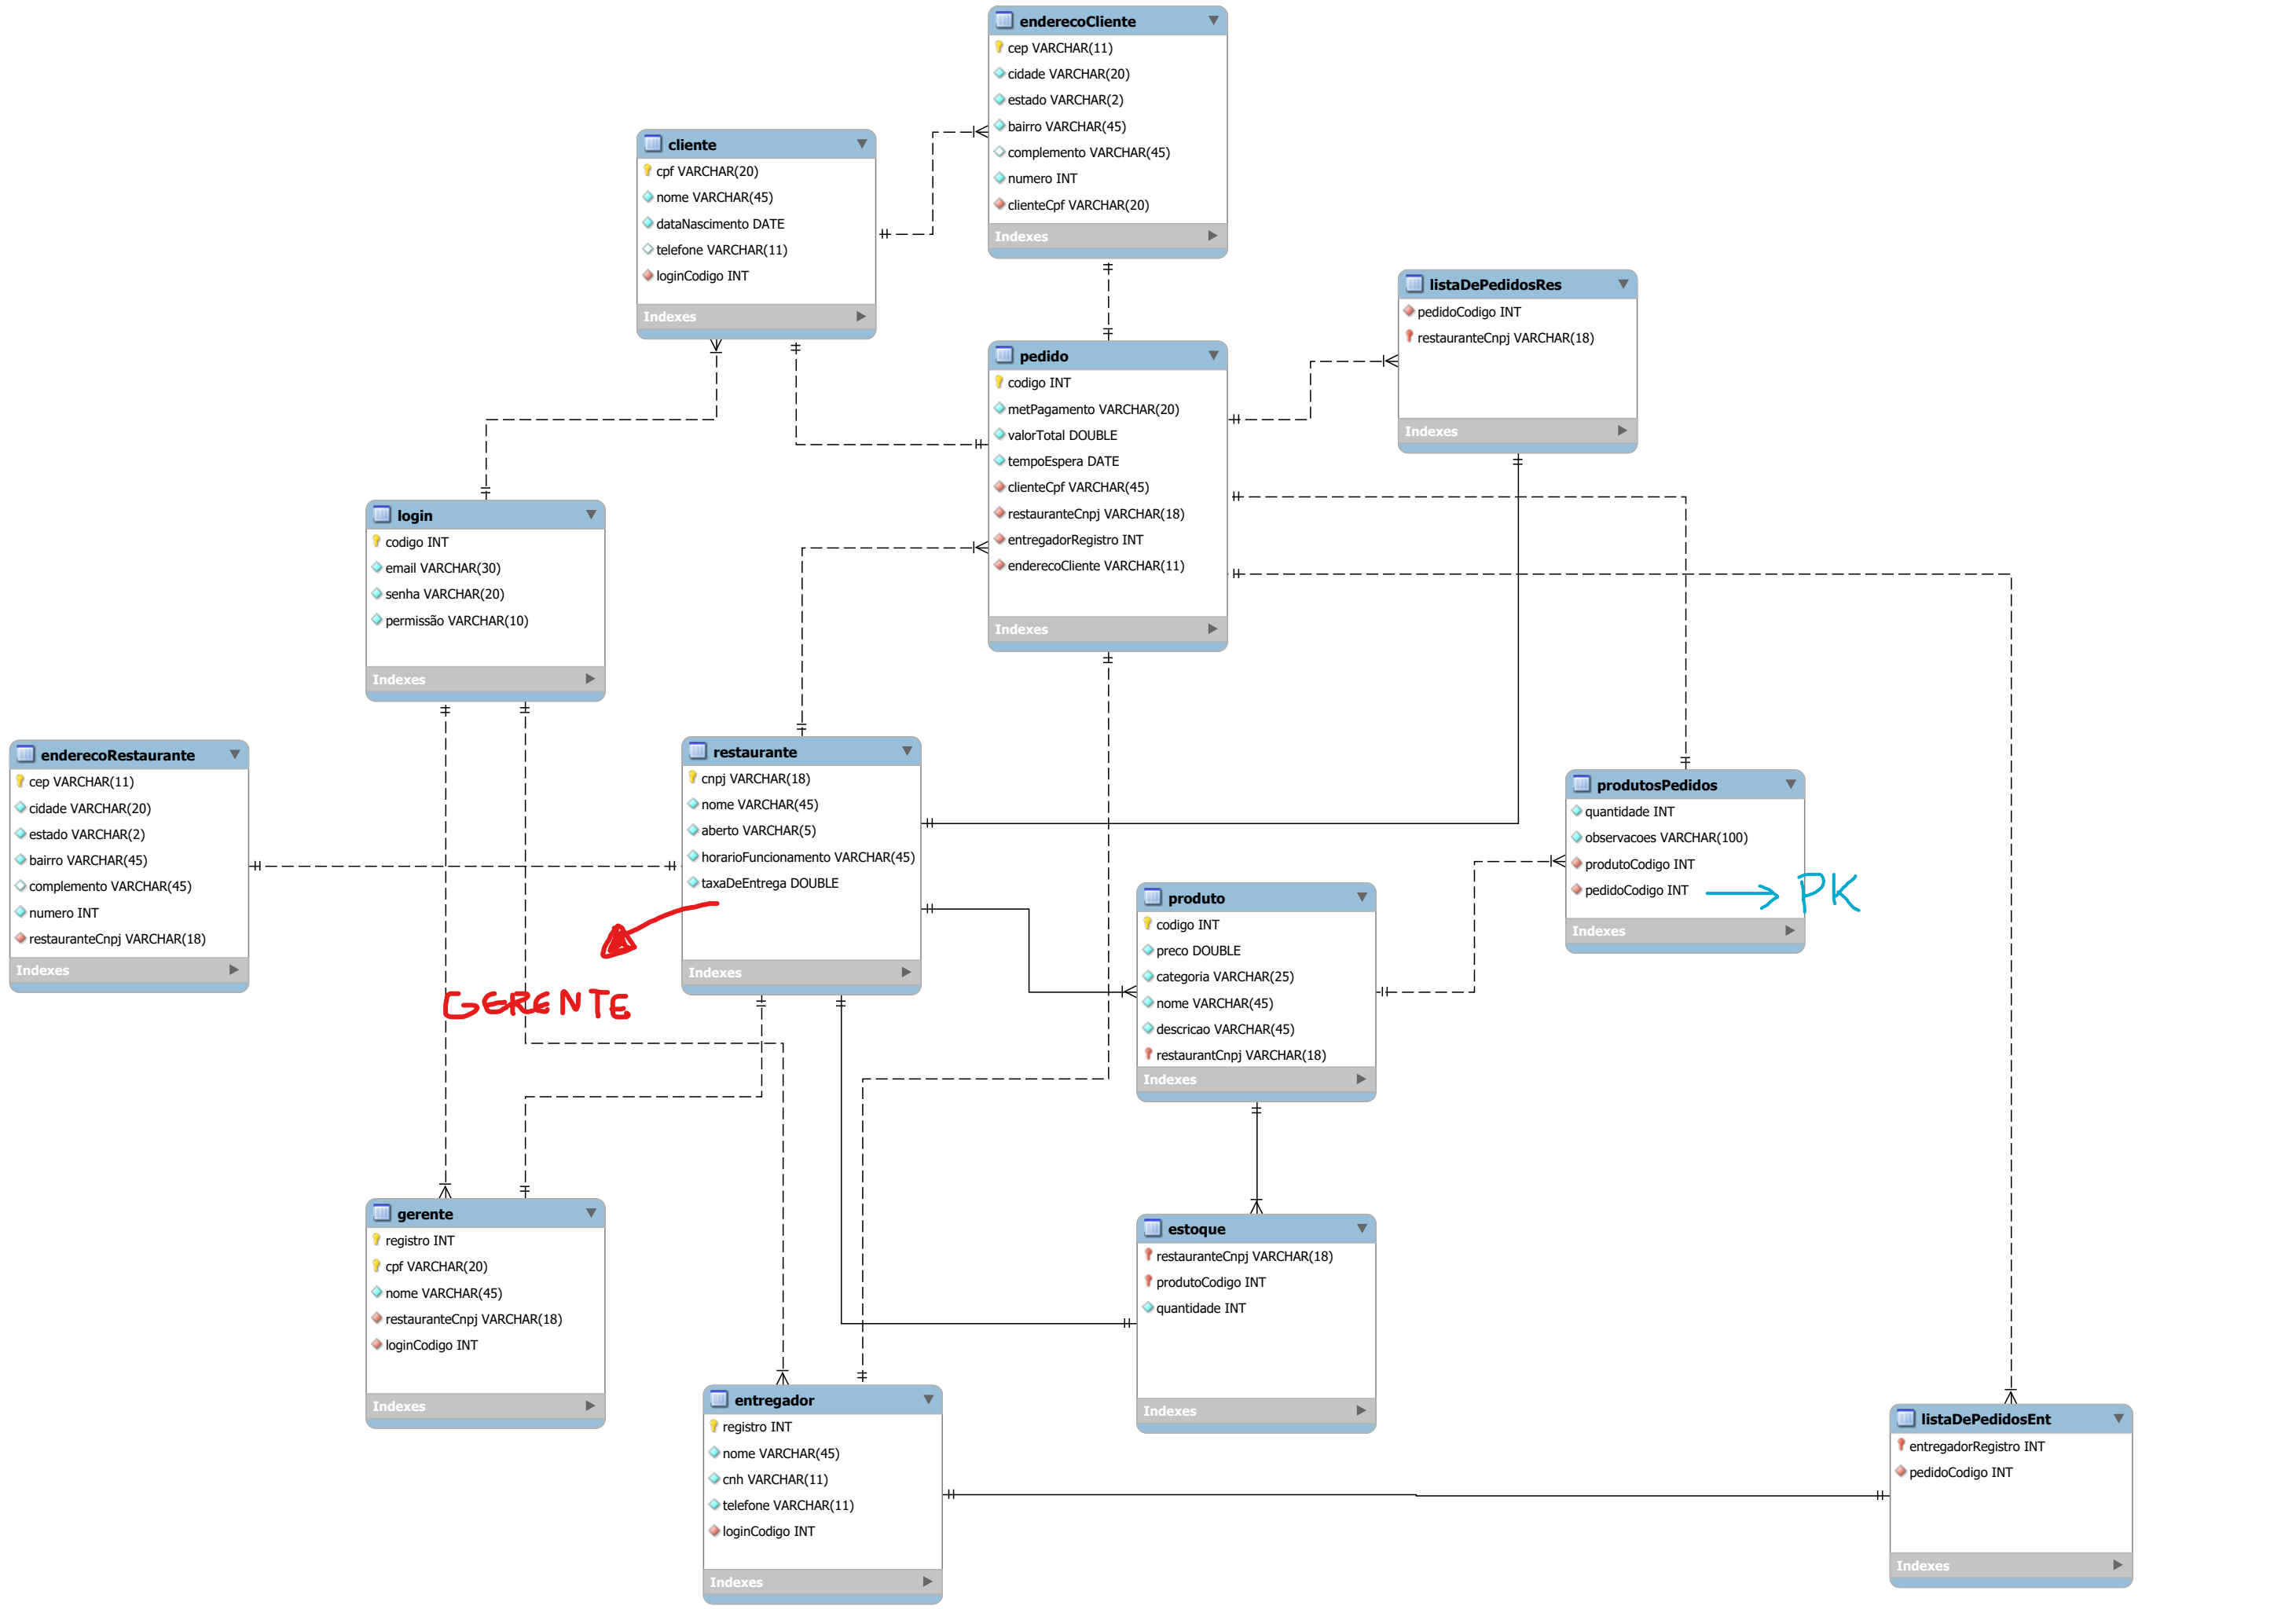 enderecoCliente
cep VARCHAR(11)
cidade VARCHAR(20)
estado VARCHAR(2)
bairro VARCHAR(45)
complemento VARCHAR(45)
numero INT
clienteCpf VARCHAR(20)
Indexes
cliente
cpf VARCHAR(20)
nome VARCHAR(45)
dataNascimento DATE
telefone VARCHAR(11)
loginCodigo INT
Indexes
listaDePedidosRes
pedidoCodigo INT
restauranteCnpj VARCHAR(18)
Indexes
pedido
codigo INT
metPagamento VARCHAR(20)
valorTotal DOUBLE
tempoEspera DATE
clienteCpf VARCHAR(45)
restauranteCnpj VARCHAR(18)
entregadorRegistro INT
enderecoCliente VARCHAR(11)
Indexes
login
codigo INT
email VARCHAR(30)
senha VARCHAR(20)
permissão VARCHAR(10)
Indexes
enderecoRestaurante
cep VARCHAR(11)
cidade VARCHAR(20)
estado VARCHAR(2)
bairro VARCHAR(45)
complemento VARCHAR(45)
numero INT
restauranteCnpj VARCHAR(18)
Indexes
restaurante
cnpj VARCHAR(18)
nome VARCHAR(45)
aberto VARCHAR(5)
horarioFuncionamento VARCHAR(45)
taxaDeEntrega DOUBLE
Indexes
GERENTE
produtosPedidos
quantidade INT
observacoes VARCHAR(100)
produtoCodigo INT
pedidoCodigo INT
PK
Indexes
produto
codigo INT
preco DOUBLE
categoria VARCHAR(25)
nome VARCHAR(45)
descricao VARCHAR(45)
restaurantCnpj VARCHAR(18)
Indexes
gerente
registro INT
cpf VARCHAR(20)
nome VARCHAR(45)
restauranteCnpj VARCHAR(18)
loginCodigo INT
Indexes
estoque
restauranteCnpj VARCHAR(18)
produtoCodigo INT
quantidade INT
Indexes
entregador
registro INT
nome VARCHAR(45)
cnh VARCHAR(11)
telefone VARCHAR(11)
loginCodigo INT
Indexes
listaDePedidosEnt
entregadorRegistro INT
pedidoCodigo INT
Indexes